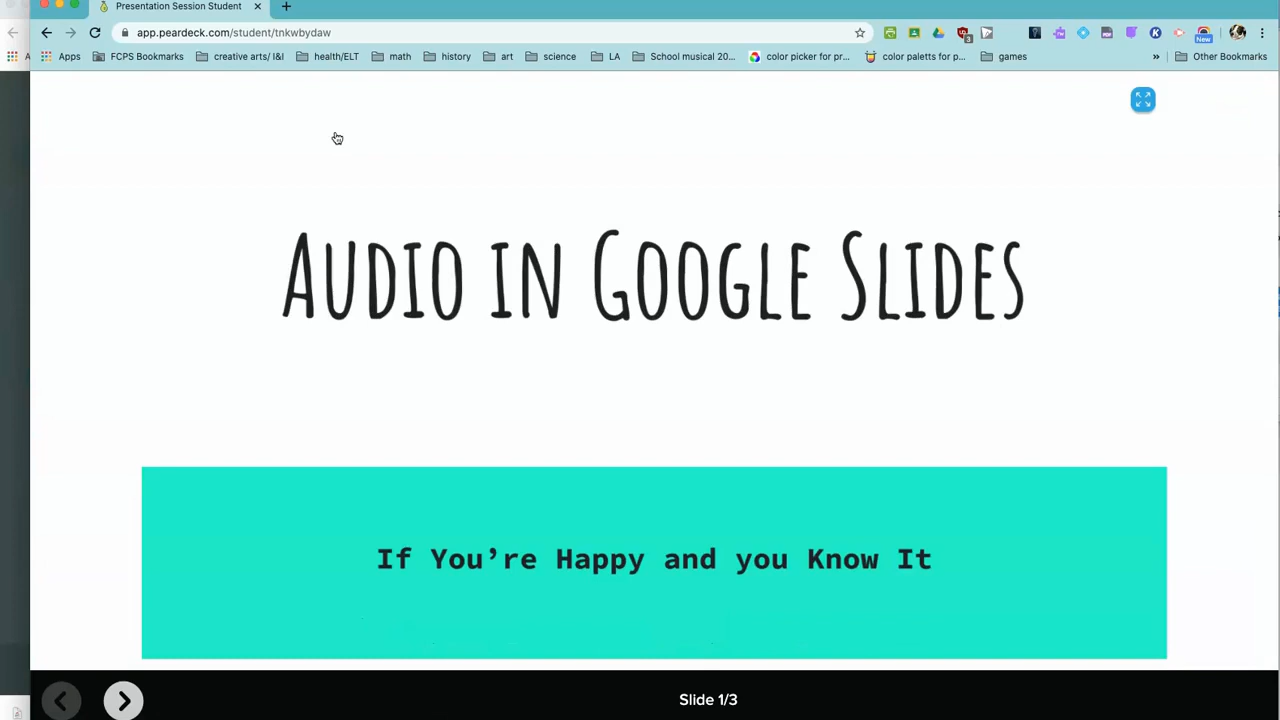 Presentation Session Student
app.peardeck.com/student/tnkwbydaw
3
New
Apps
FCPS Bookmarks
creative arts/ I&I
health/ELT
math
history
art
science
LA
School musical 20...
color picker for pr...
color paletts for p...
games
»
Other Bookmarks
Audio in Google Slides
If You’re Happy and you Know It
Slide 1/3